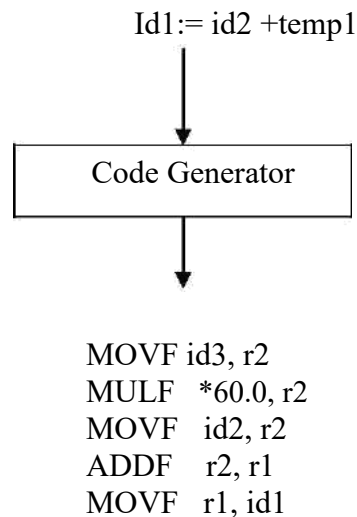 Id1:= id2 +temp1
Code Generator
MOVF id3, r2
MULF *60.0, r2
MOVF id2, r2
ADDF r2, r1
MOVF r1, id1